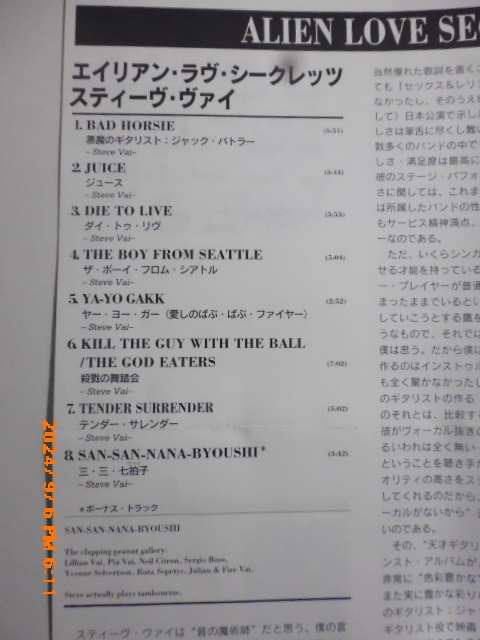 ALIEN LOVE SE
エイリアン・ラヴ・シークレッツ
スティーヴ・ヴァイ
1. BAD HORSIE (5:51)
悪魔のギタリスト：ジャック・バトラー
– Steve Vai–
2. JUICE (3:44)
ジュース
– Steve Vai–
3. DIE TO LIVE (3:53)
ダイ・トゥ・リヴ
– Steve Vai–
4. THE BOY FROM SEATTLE (5:04)
ザ・ボーイ・フロム・シアトル
– Steve Vai–
5. YA-YO GAKK (2:52)
ヤー・ヨー・ガー（愛しのばぶ・ばぶ・ファイヤー）
– Steve Vai–
6. KILL THE GUY WITH THE BALL
/THE GOD EATERS (7:02)
殺戮の舞踏会
– Steve Vai–
7. TENDER SURRENDER (5:02)
テンダー・サレンダー
– Steve Vai–
8. SAN-SAN-NANA-BYOUSHI* (3:42)
三・三・七拍子
– Steve Vai–
*ボーナス・トラック
SAN-SAN-NANA-BYOUSHI
The clapping peanut gallery:
Lillian Vai, Pia Vai, Neil Citron, Sergio Buss,
Yvonne Selvertson, Ruta Sepetys, Julian & Fire Vai.
Steve actually plays tambourine.
スティーヴ・ヴァイは“音の魔術師”だと思う。僕の言
当然優れた歌詞を書くこ
ても『セックス&レリ
なかったし、そのうえ
して）日本公演で示した
しさは筆舌に尽くし難い
数多くのバンドの中で
しさ・満足度は最高に
彼のステージ・パフォ
さに関しては、これま
は所属したバンドの性
もサービス精神満点、
ーなのである。
ただ、いくらシンガ
せる才能を持っている
ー・プレイヤーが普通
まったままでいるとい
していこうとする鷹を
うなもので、それでは
僕は思う。だから僕は
作るのはインストゥル
も全く驚かなかったし
のギタリストの作る
のそれとは、比較する
彼がヴォーカル抜きの
るいわれは全く無い。
ということを聴き手が
オリティの高さをス
してくれるのだから、
ーカルがないから”
いのである。
その、“天才ギタリ
ンスト・アルバムが
非常に“色彩豊かな
また実に豊かな彩りに
のギタリスト：ジャ
ギタリスト役で映画
2024/9/6 PM 6:11